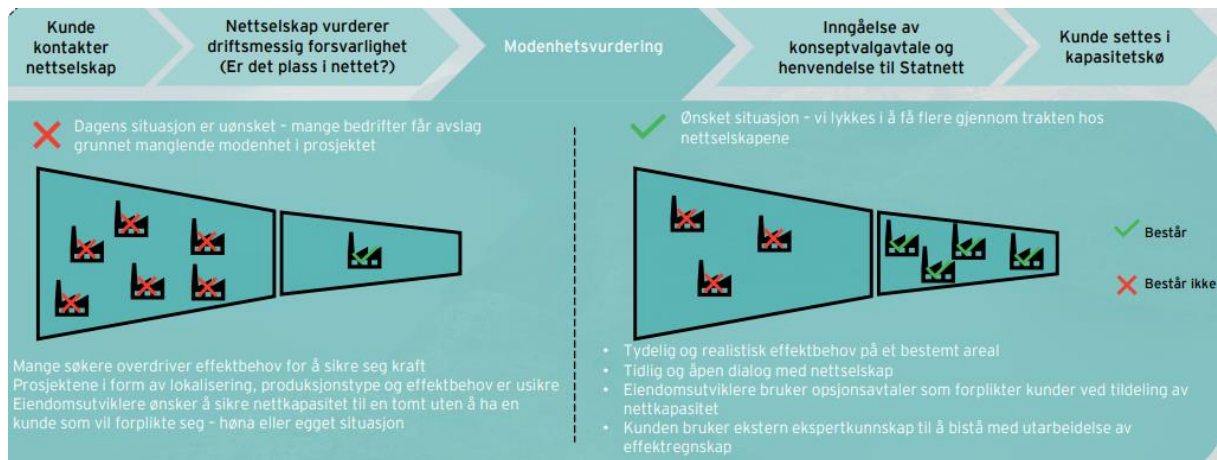 Kunde
kontakter
nettselskap
Nettselskap vurderer
driftsmessig forsvarlighet
(Er det plass i nettet?)
Modenhetsvurdering
Inngåelse av
konseptvalgavtale og
henvendelse til Statnett
Kunde settes i
kapasitetskø
Dagens situasjon er uønsket – mange bedrifter får avslag
grunnet manglende modenhet i prosjektet
Mange søkere overdriver effektbehov for å sikre seg kraft
Prosjektene i form av lokalisering, produksjonstype og effektbehov er usikre
Eiendomsutviklere ønsker å sikre nettkapasitet til en tomt uten å ha en
kunde som vil forplikte seg – høna eller egget situasjon
Ønsket situasjon – vi lykkes i å få flere gjennom trakten hos
nettselskapene
Består
Består ikke
• Tydelig og realistisk effektbehov på et bestemt areal
• Tidlig og åpen dialog med nettselskap
• Eiendomsutviklere bruker opsjonsavtaler som forplikter kunder ved tildeling av
nettkapasitet
• Kunden bruker ekstern ekspertkunnskap til å bistå med utarbeidelse av
effektregnskap